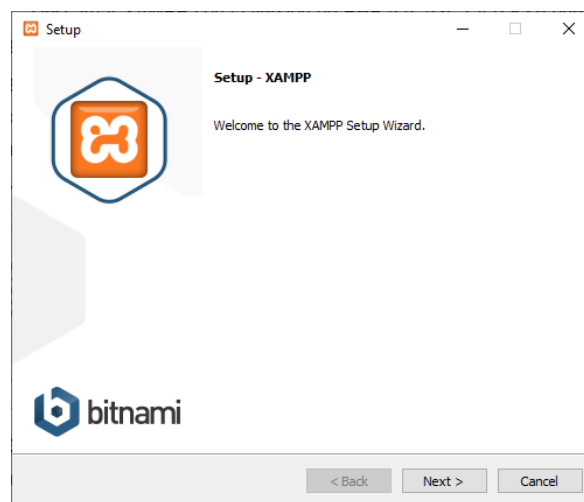 Setup
Setup - XAMPP
Welcome to the XAMPP Setup Wizard.
bitnami
< Back
Next >
Cancel